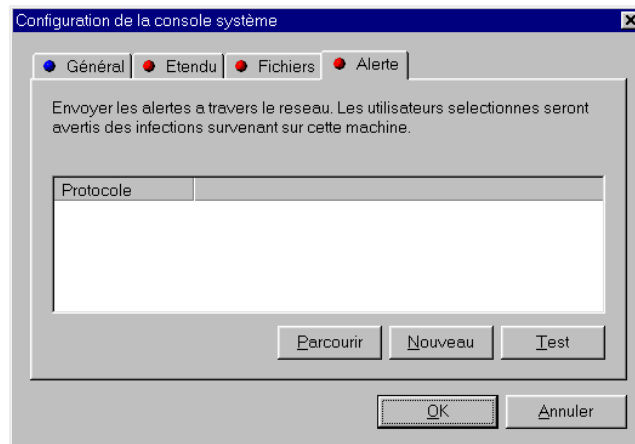 Configuration de la console système
Général Etendu Fichiers Alerte
Envoyer les alertes a travers le reseau. Les utilisateurs selectionnes seront
avertis des infections survenant sur cette machine.
Protocole
Parcourir Nouveau Test
OK Annuler